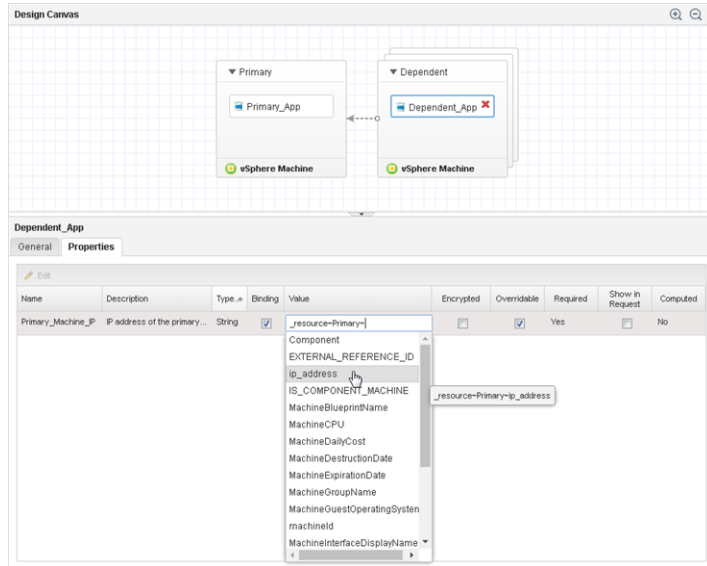 Design Canvas
Primary
Dependent
Primary_App
Dependent_App
vSphere Machine
vSphere Machine
Dependent_App
General
Properties
Edit
Name Description Type.. Binding Value Encrypted Overridable Required Show in Request Computed
Primary_Machine_IP IP address of the primary... String _resource~Primary~ Yes No
Component
EXTERNAL_REFERENCE_ID
ip_address
IS_COMPONENT_MACHINE
_resource~Primary~ip_address
MachineBlueprintName
MachineCPU
MachineDailyCost
MachineDestructionDate
MachineExpirationDate
MachineGroupName
MachineGuestOperatingSysten
machineId
MachineInterfaceDisplayName